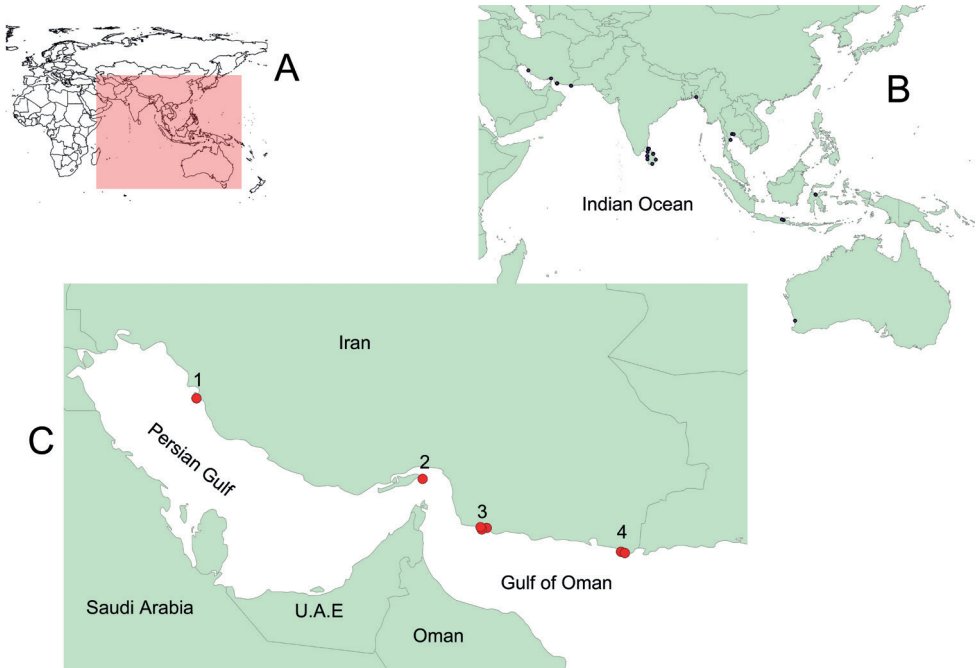 A
B
Indian Ocean
C
Iran
1
Persian Gulf
2
3
4
Gulf of Oman
Saudi Arabia
U.A.E
Oman